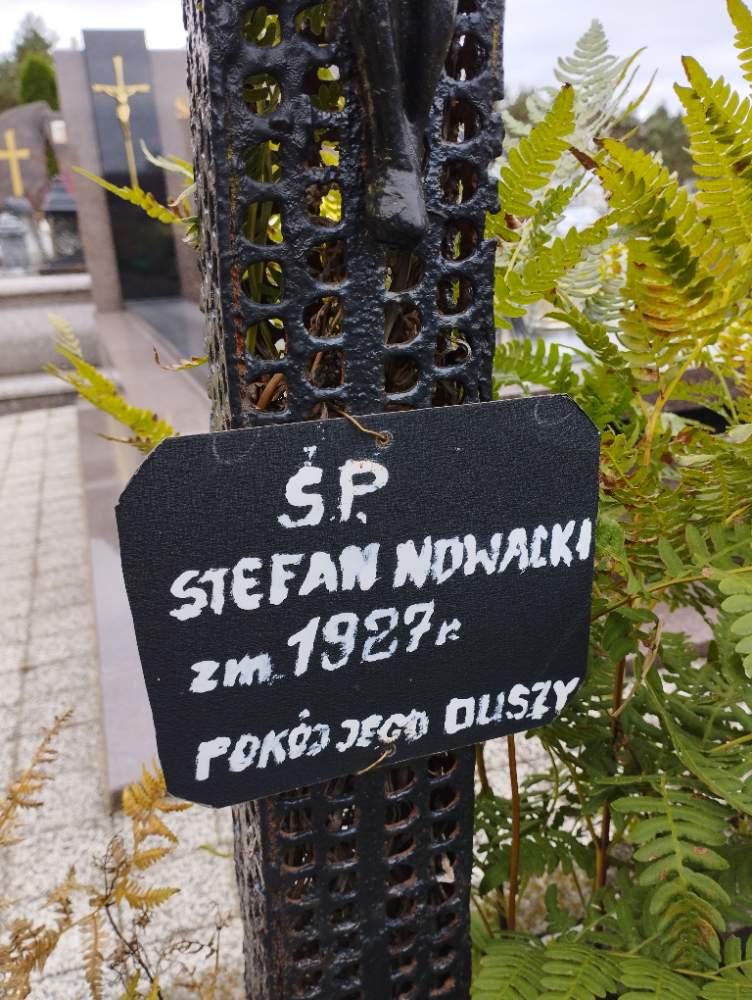 Ś.P.
STEFAN NOWACKI
zm. 1927 r.
POKÓJ JEGO DUSZY